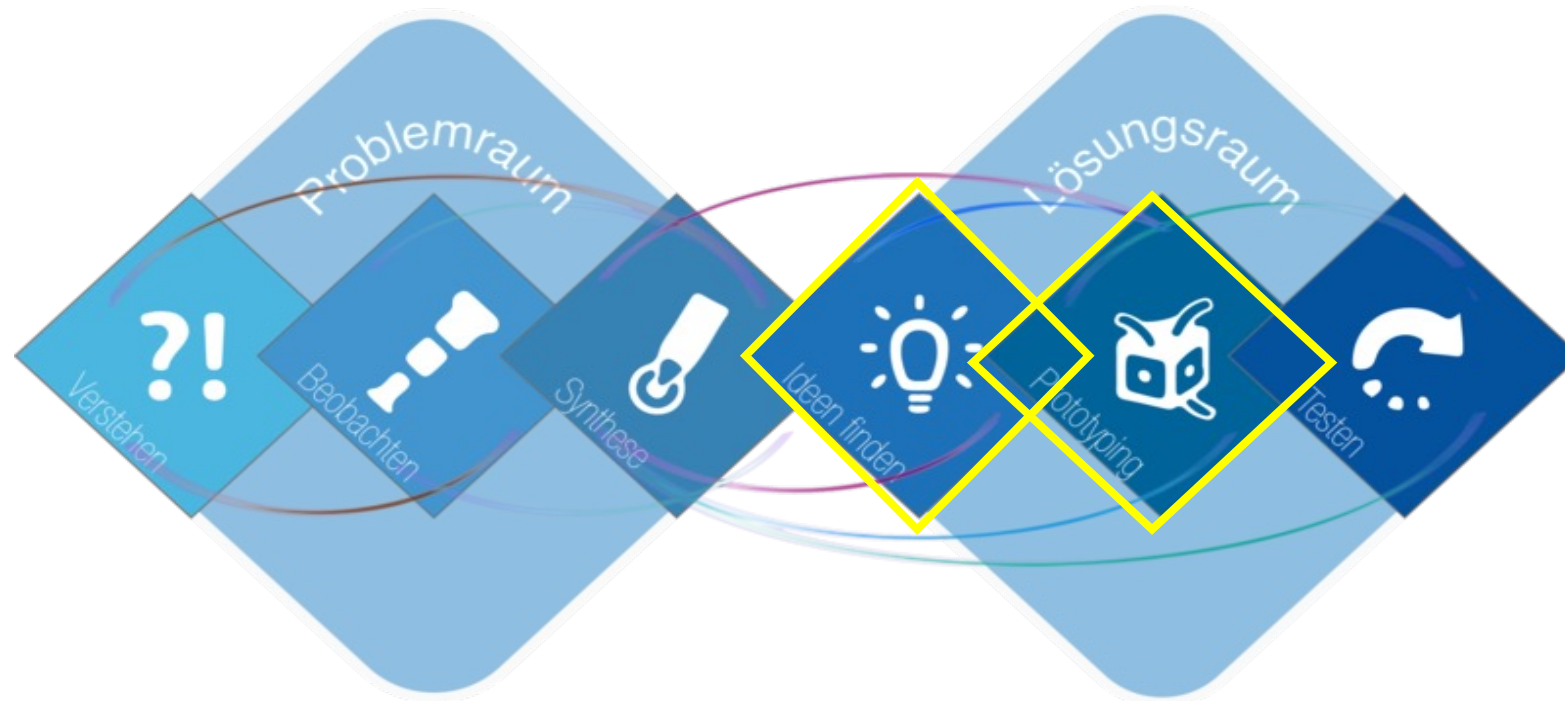 Problemraum
Lösungsraum
?!
Verstehen
Beobachten
Synthese
Ideen finden
Prototyping
Testen